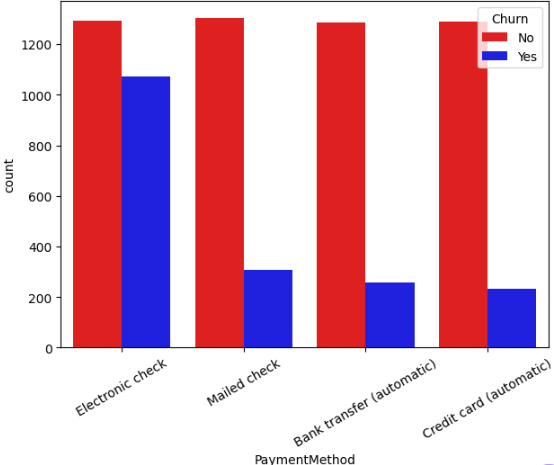 Churn
No
Yes
1200
1000
800
600
400
200
0
count
Electronic check
Mailed check
Bank transfer (automatic)
Credit card (automatic)
PaymentMethod